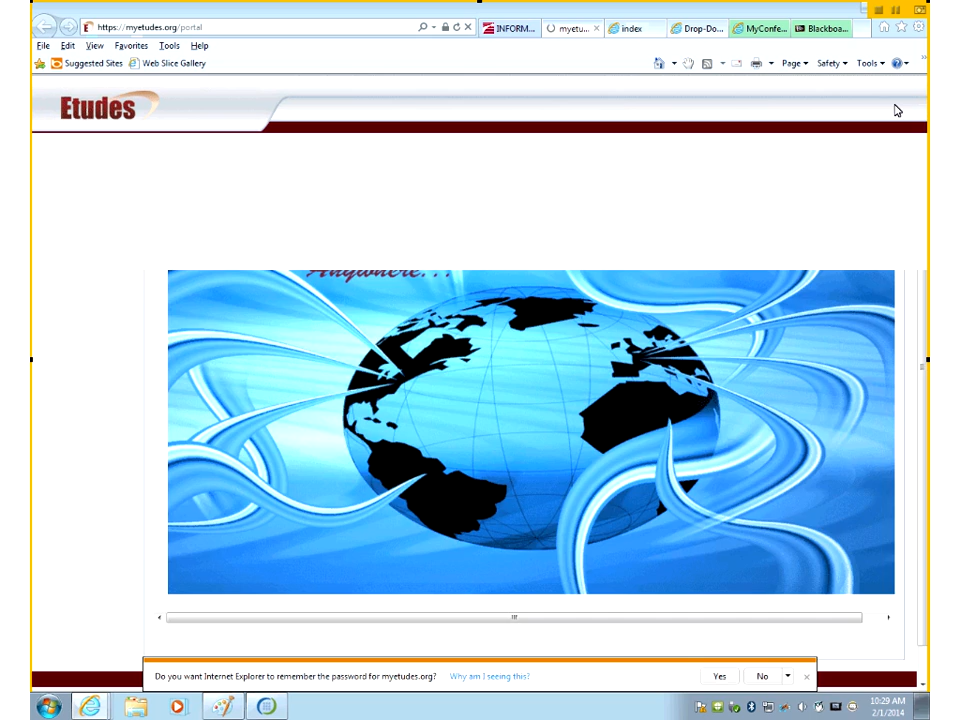 https://myetudes.org/portal
INFORM...
myetu...
index
Drop-Do...
MyConfe...
Blackboa...
File Edit View Favorites Tools Help
Suggested Sites Web Slice Gallery
Page Safety Tools
Etudes
Anywhere...
Do you want Internet Explorer to remember the password for myetudes.org? Why am I seeing this? Yes No
10:29 AM
2/1/2014